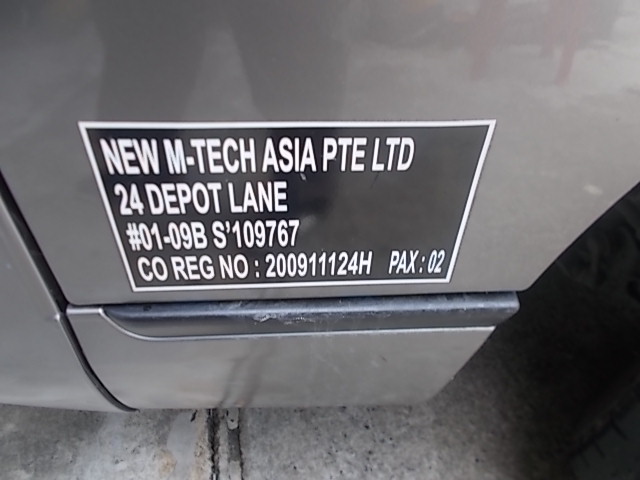 NEW M-TECH ASIA PTE LTD
24 DEPOT LANE
#01-09B S'109767
CO REG NO : 200911124H PAX : 02